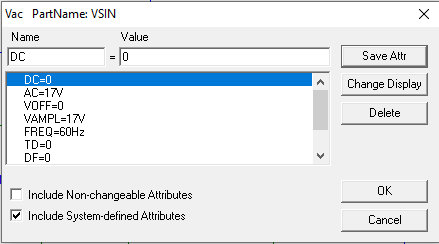 Vac PartName: VSIN
Name Value
DC = 0
Save Attr
DC=0
AC=17V
VOFF=0
VAMPL=17V
FREQ=60Hz
TD=0
DF=0
Change Display
Delete
Include Non-changeable Attributes
Include System-defined Attributes
OK
Cancel